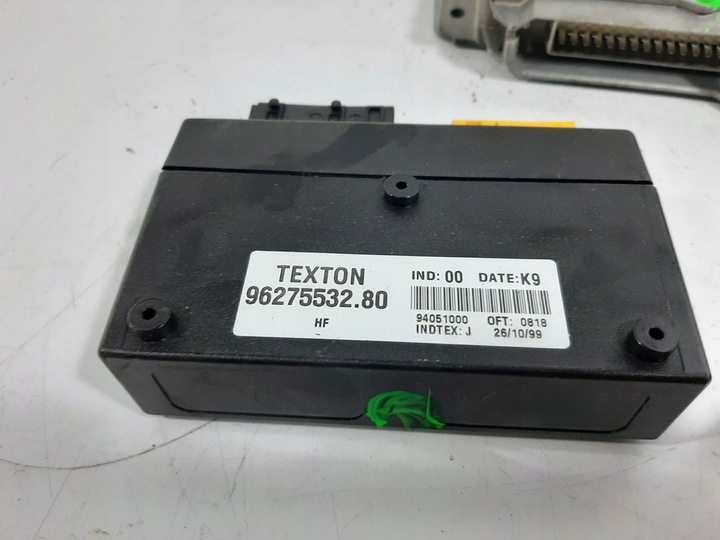 TEXTON
96275532.80
HF
IND: 00 DATE:K9
94051000 OFT: 0818
INDTEX: J 26/10/99